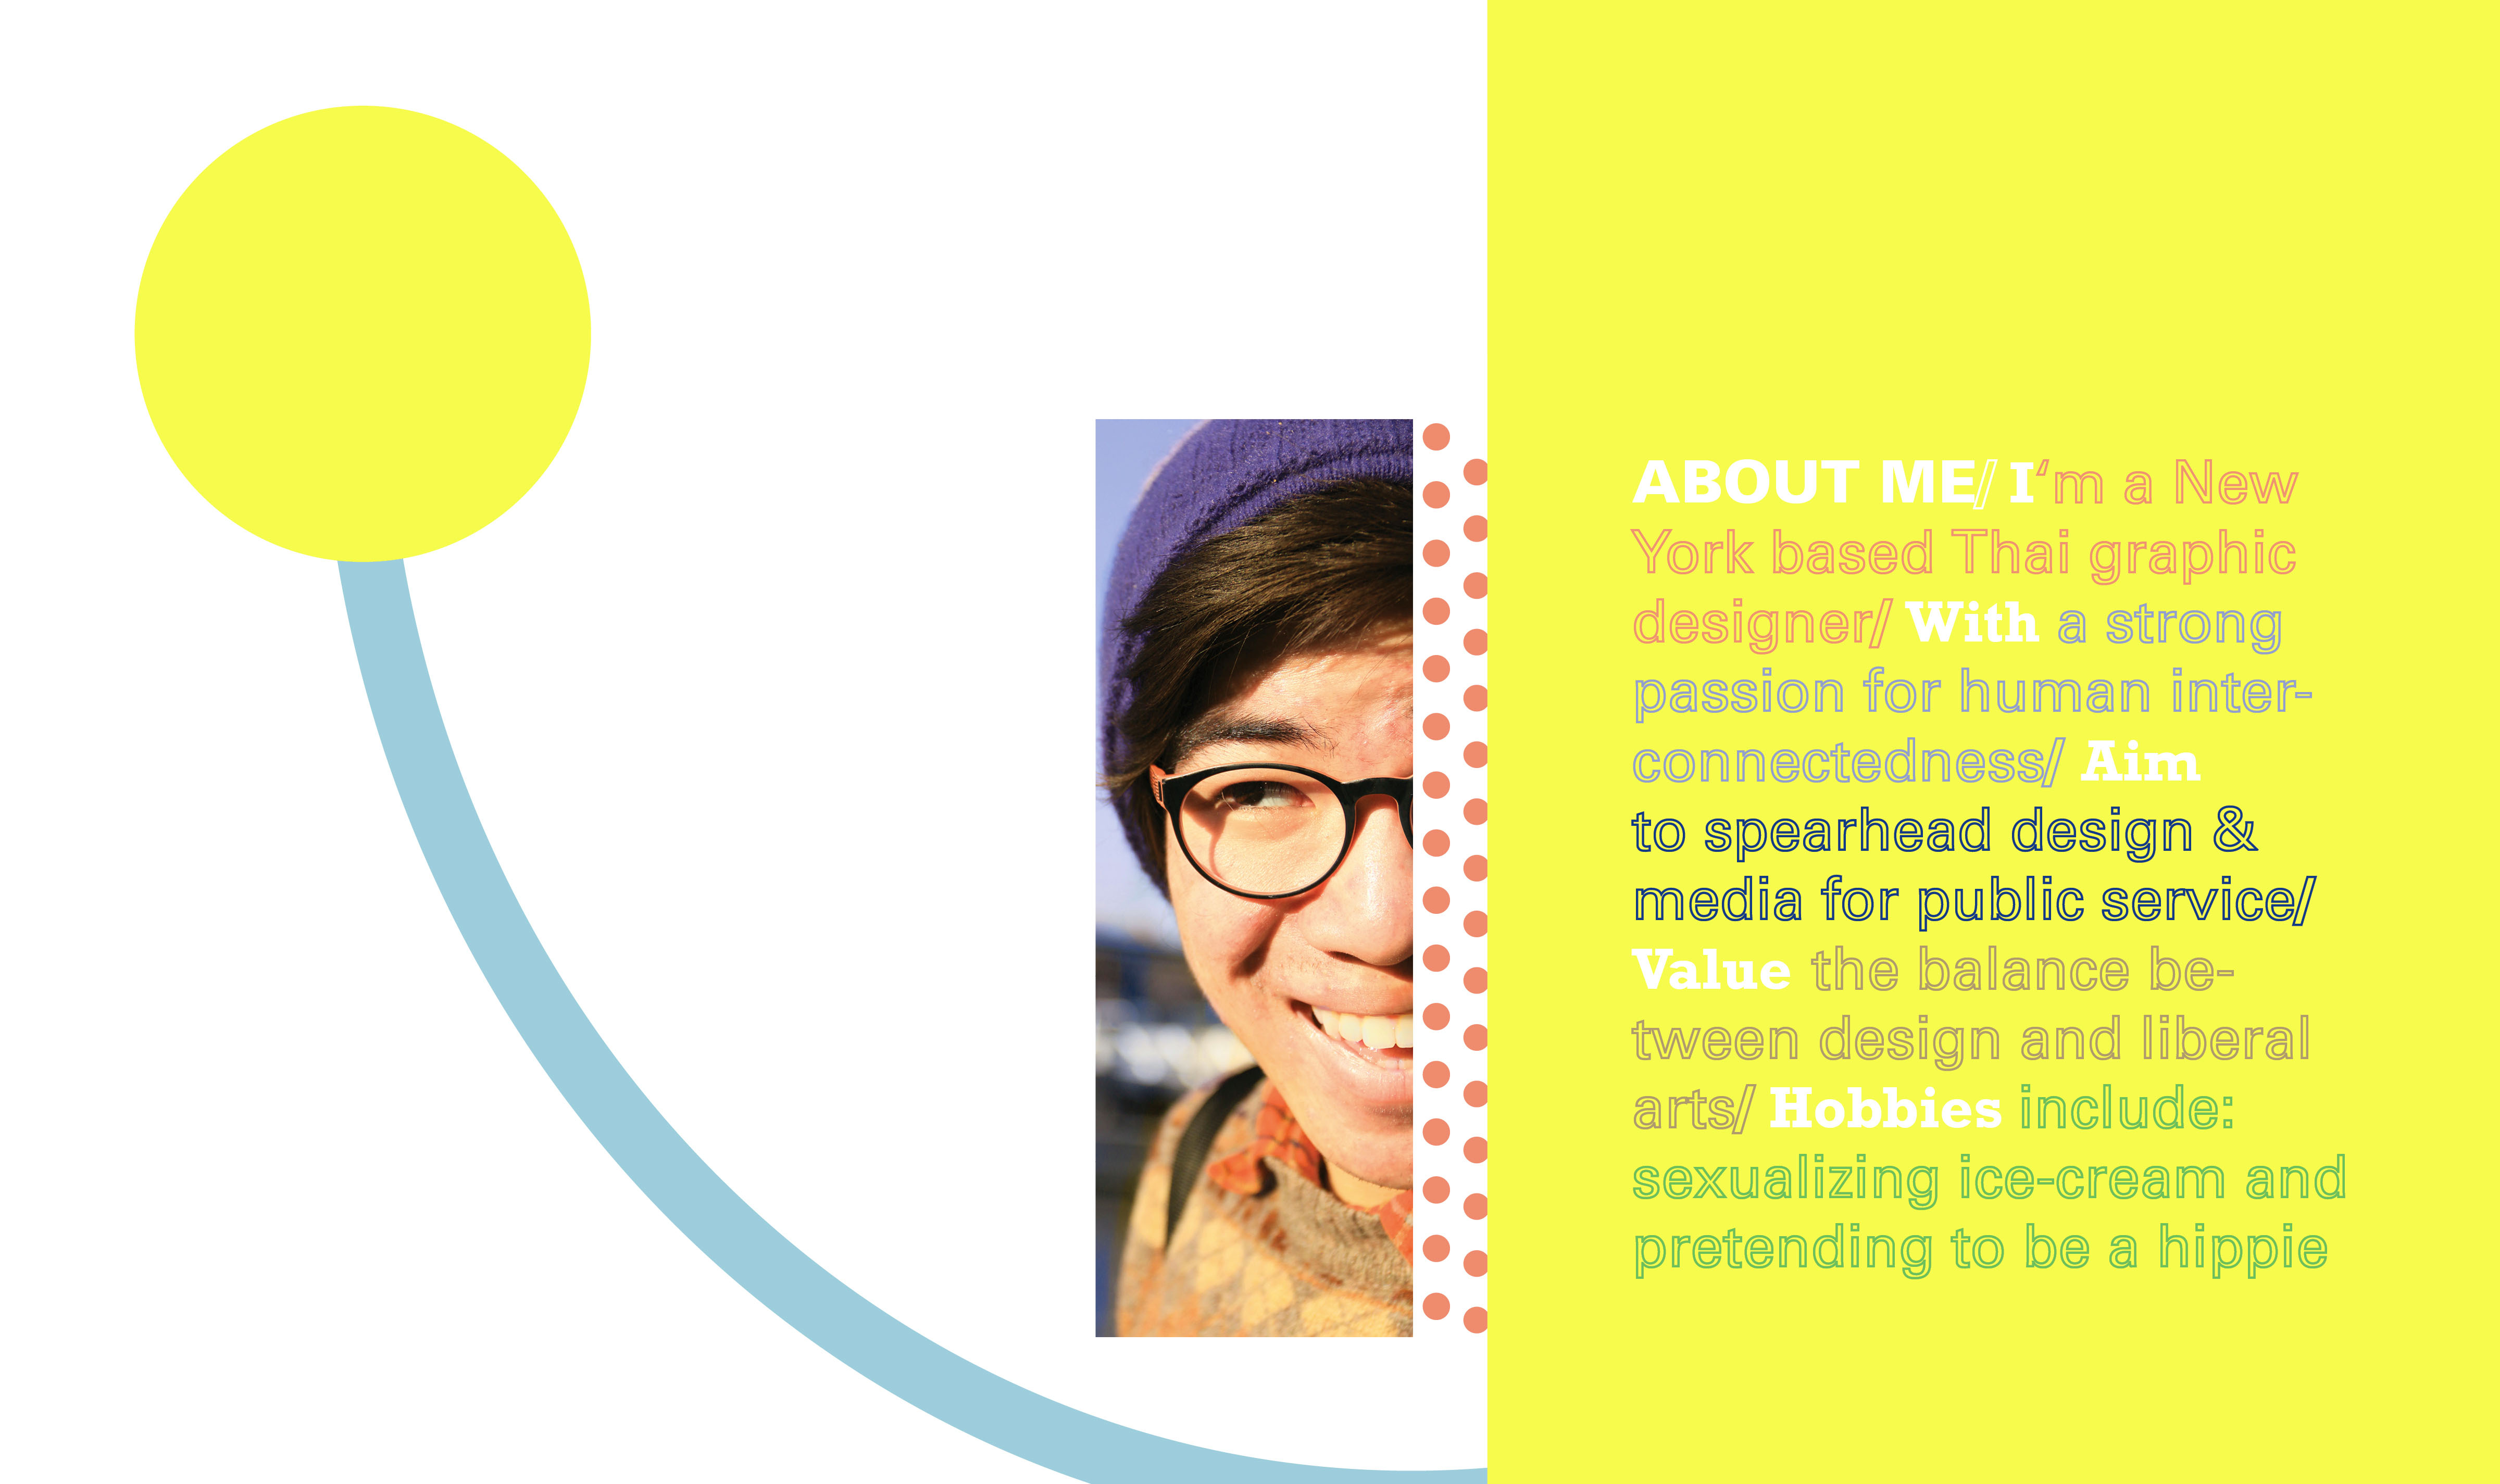 ABOUT ME/ I‘m a New
York based Thai graphic
designer/ With a strong
passion for human inter-
connectedness/ Aim
to spearhead design &
media for public service/
Value the balance be-
tween design and liberal
arts/ Hobbies include:
sexualizing ice-cream and
pretending to be a hippie